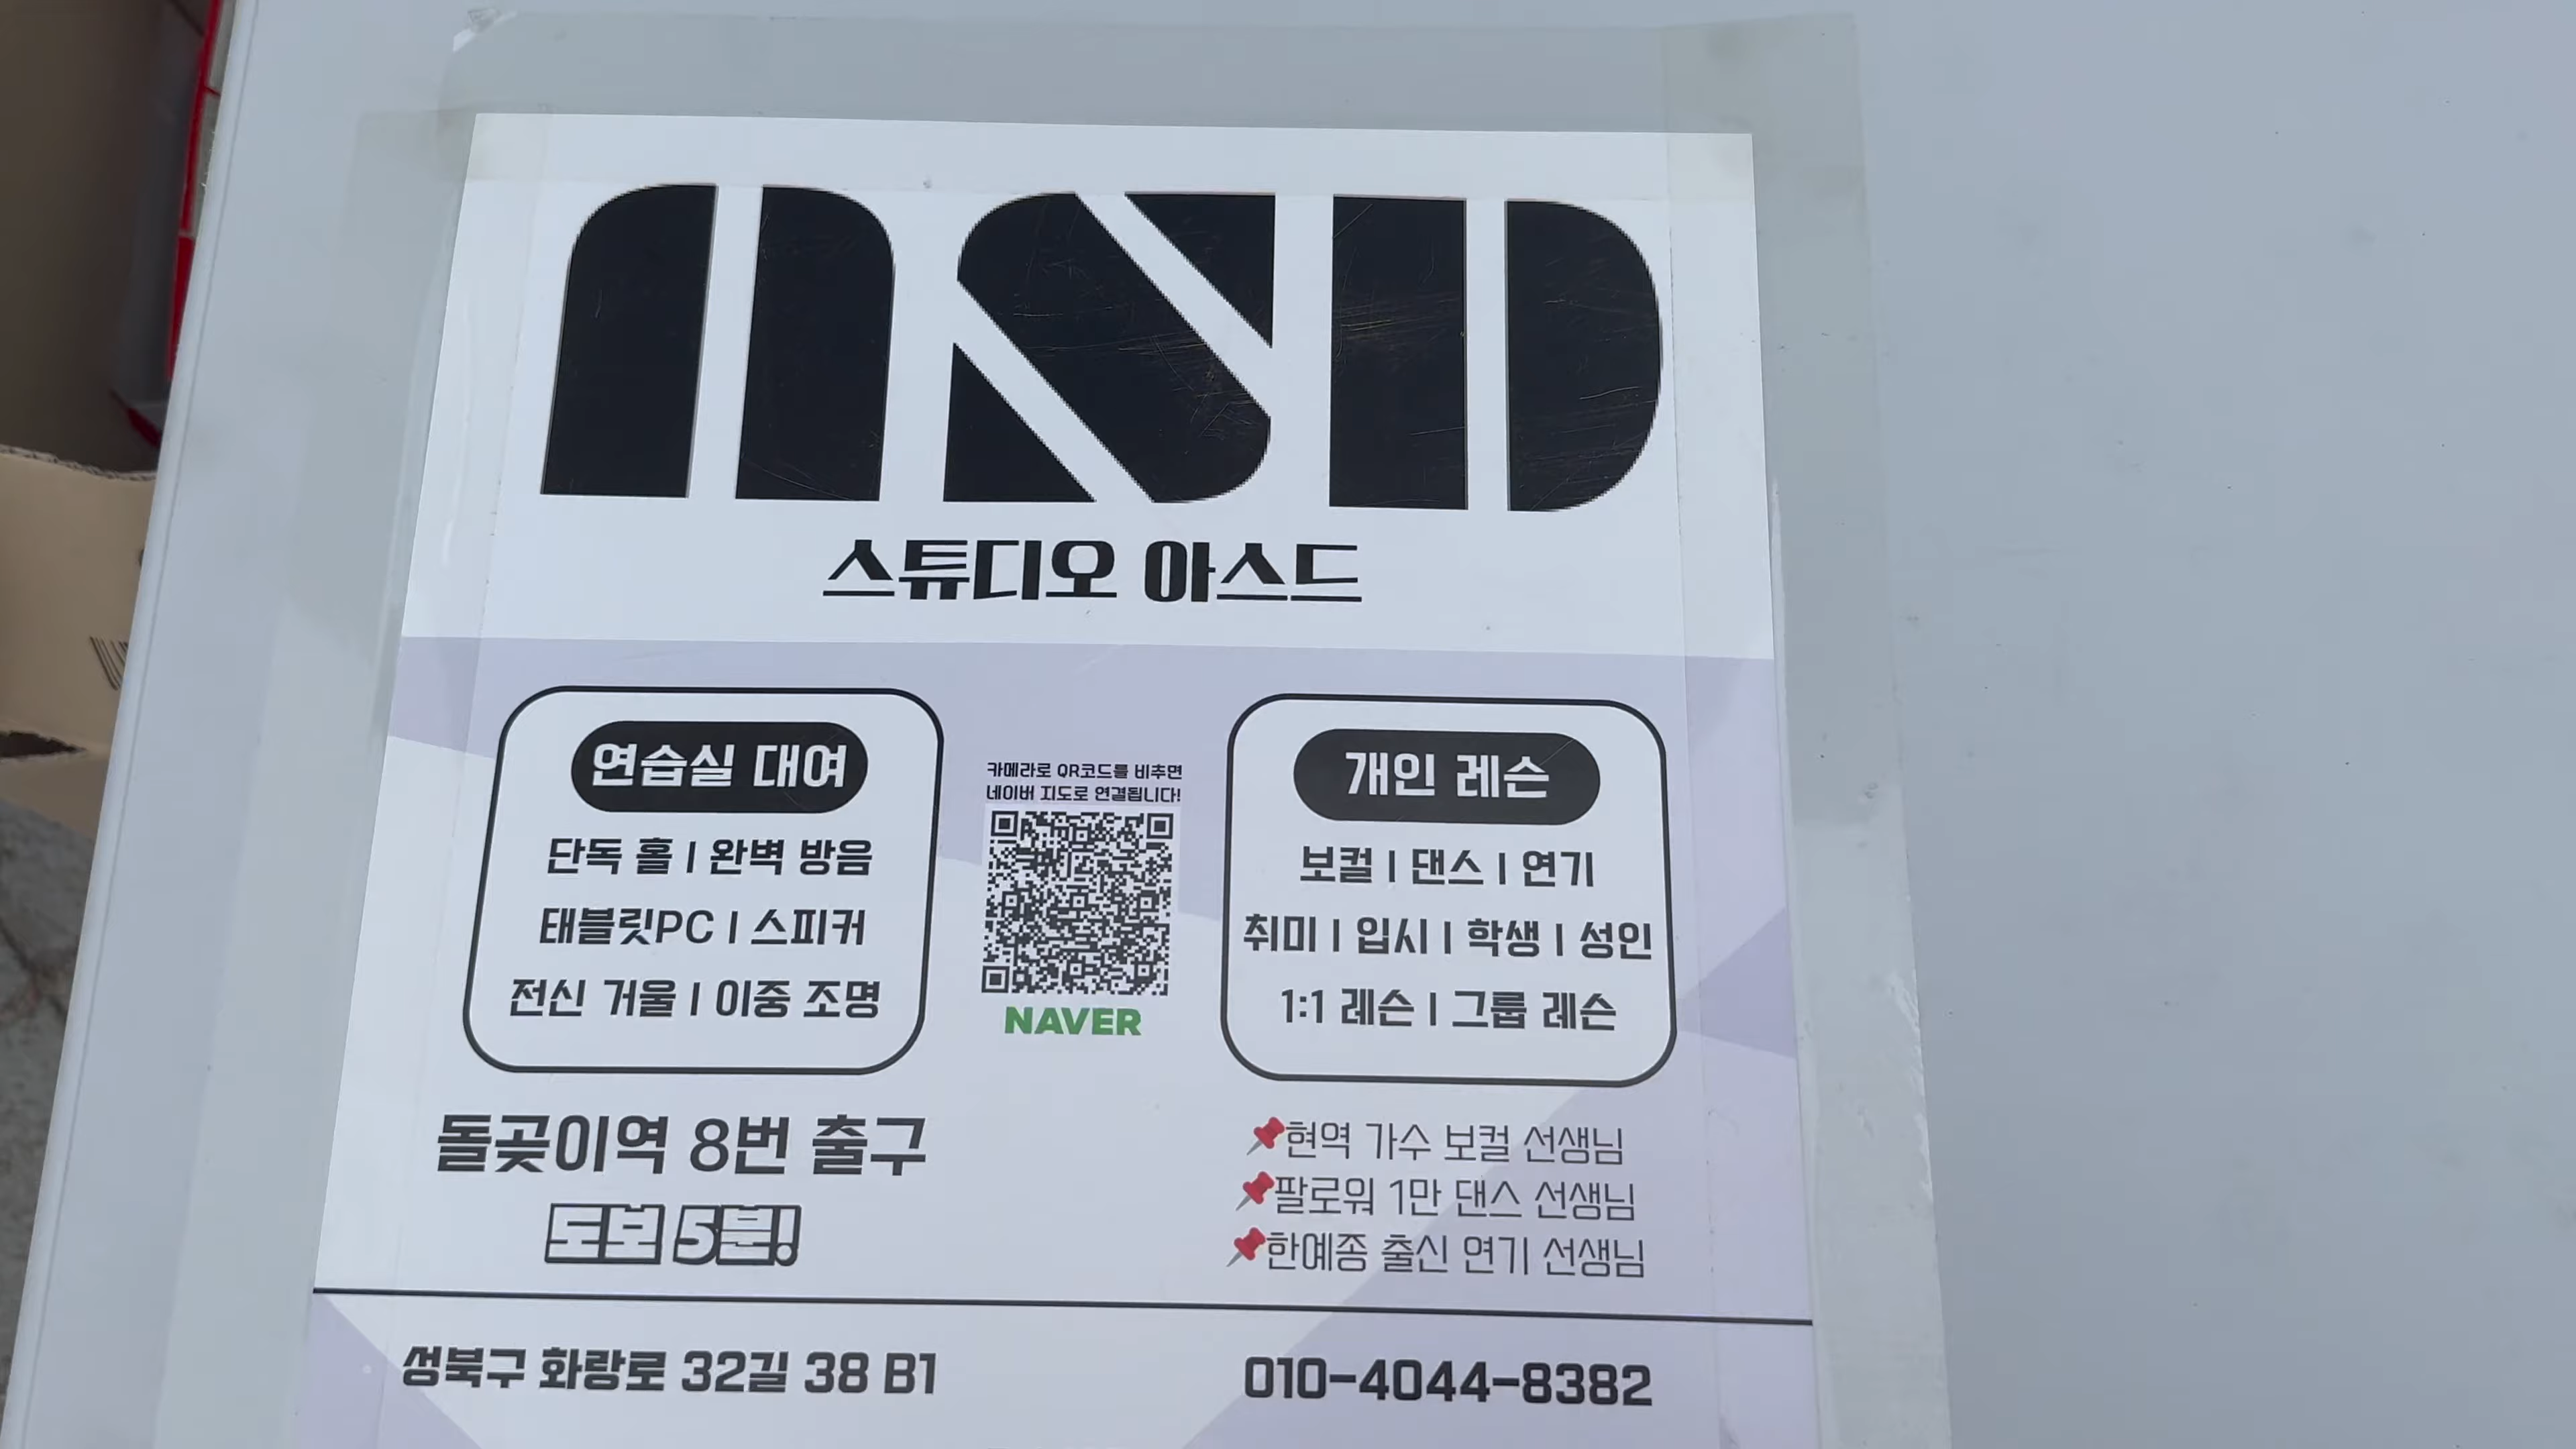 ASD
스튜디오 아스드
연습실 대여
단독 홀 | 완벽 방음
태블릿PC | 스피커
전신 거울 | 이중 조명
카메라로 QR코드를 비추면
네이버 지도로 연결됩니다!
NAVER
개인 레슨
보컬 | 댄스 | 연기
취미 | 입시 | 학생 | 성인
1:1 레슨 | 그룹 레슨
돌곶이역 8번 출구
도보 5분!
현역 가수 보컬 선생님
팔로워 1만 댄스 선생님
한예종 출신 연기 선생님
성북구 화랑로 32길 38 B1
010-4044-8382